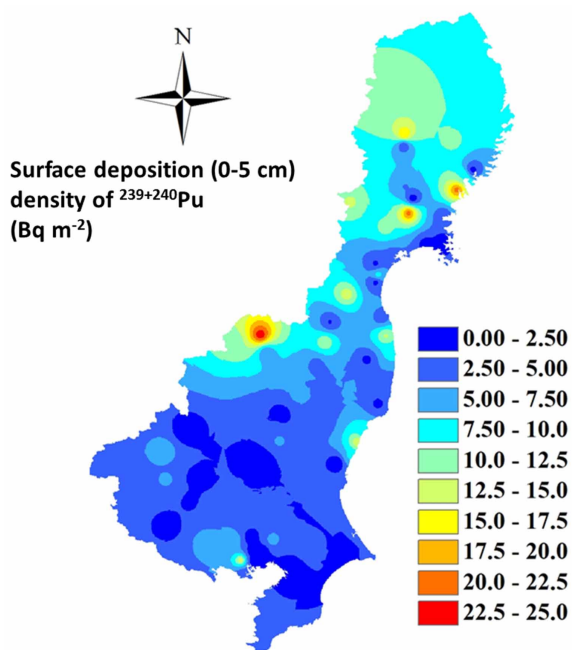 N
Surface deposition (0-5 cm)
density of ²³⁹⁺²⁴⁰Pu
(Bq m⁻²)
0.00 - 2.50
2.50 - 5.00
5.00 - 7.50
7.50 - 10.0
10.0 - 12.5
12.5 - 15.0
15.0 - 17.5
17.5 - 20.0
20.0 - 22.5
22.5 - 25.0